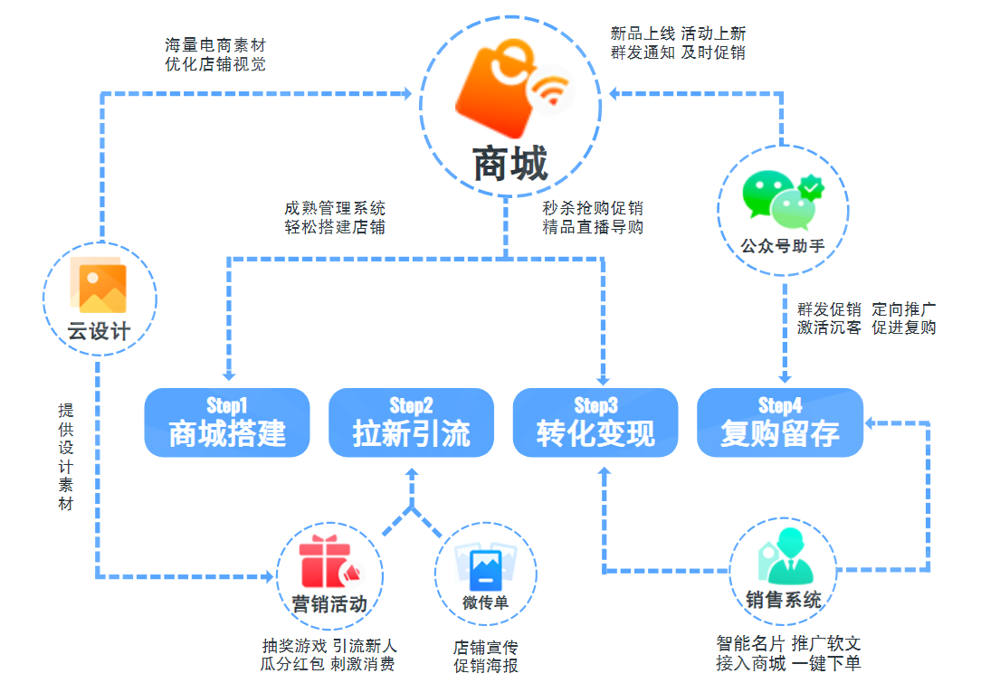 海量电商素材
优化店铺视觉
新品上线 活动上新
群发通知 及时促销
商城
成熟管理系统
轻松搭建店铺
秒杀抢购促销
精品直播导购
公众号助手
云设计
群发促销 定向推广
激活沉客 促进复购
提供设计素材
Step1
商城搭建
Step2
拉新引流
Step3
转化变现
Step4
复购留存
营销活动
微传单
销售系统
抽奖游戏 引流新人
瓜分红包 刺激消费
店铺宣传
促销海报
智能名片 推广软文
接入商城 一键下单